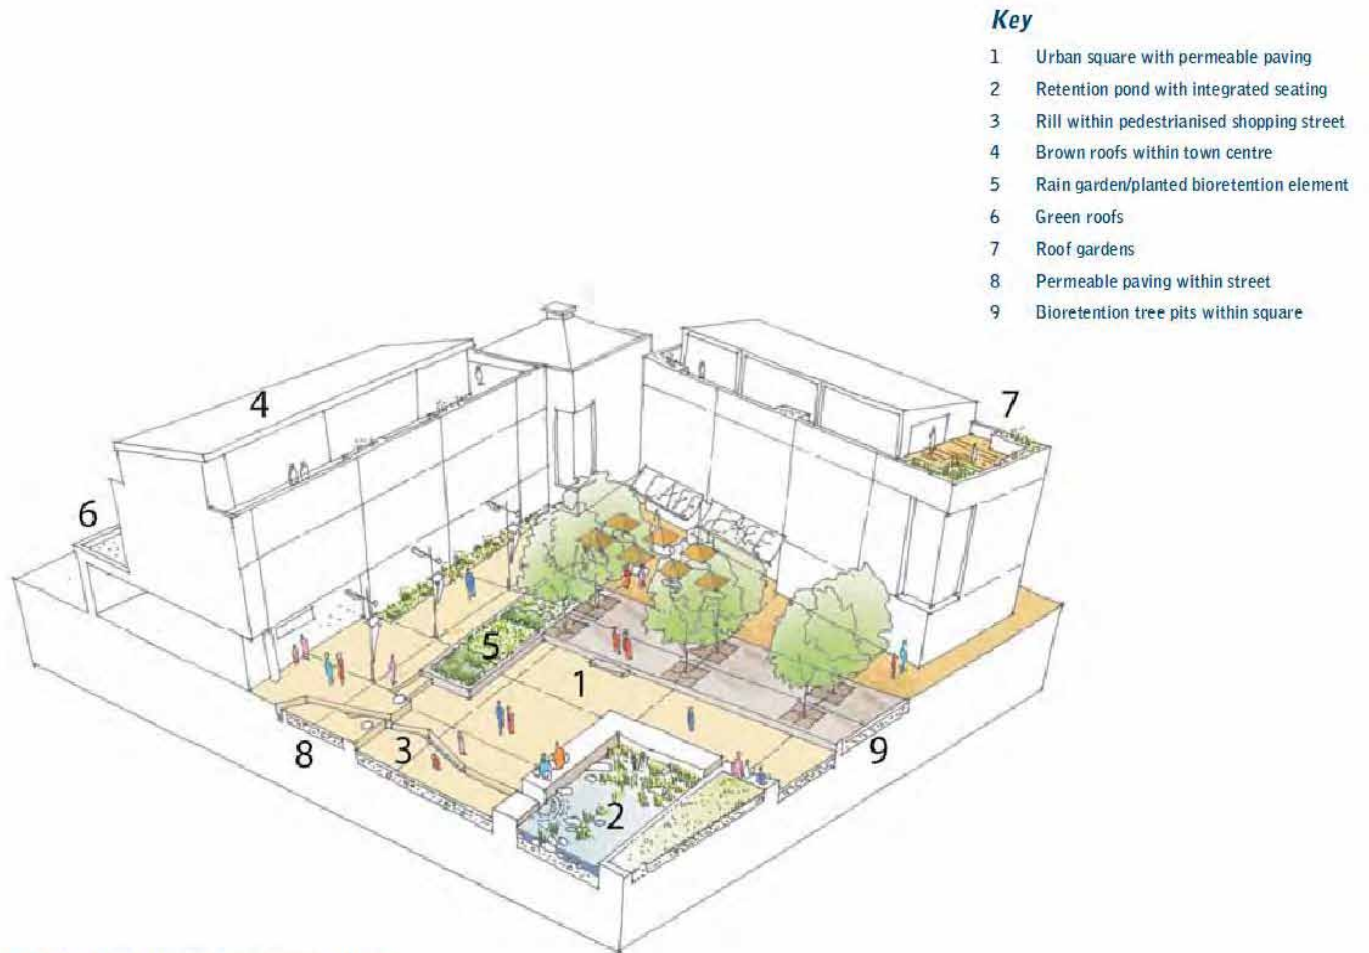 Key
1 Urban square with permeable paving
2 Retention pond with integrated seating
3 Rill within pedestrianised shopping street
4 Brown roofs within town centre
5 Rain garden/planted bioretention element
6 Green roofs
7 Roof gardens
8 Permeable paving within street
9 Bioretention tree pits within square
4
7
6
5
1
8
3
9
2